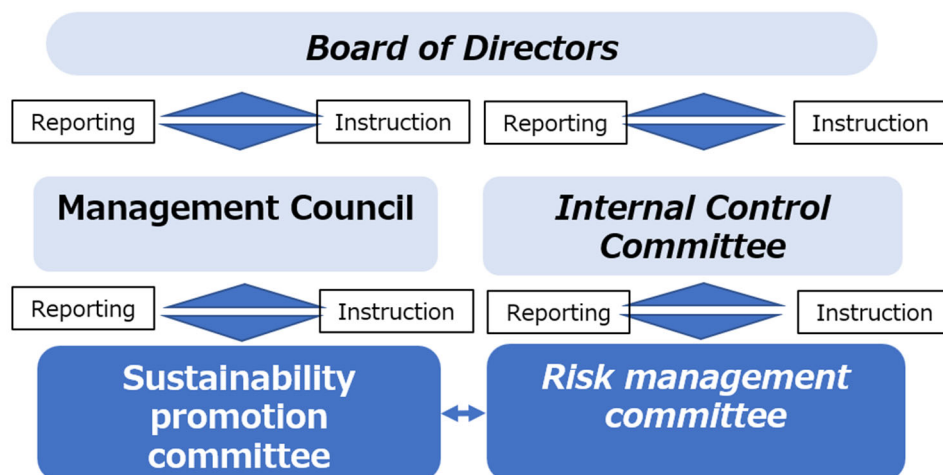 Board of Directors
Reporting
Instruction
Reporting
Instruction
Management Council
Internal Control
Committee
Reporting
Instruction
Reporting
Instruction
Sustainability
promotion
committee
Risk management
committee